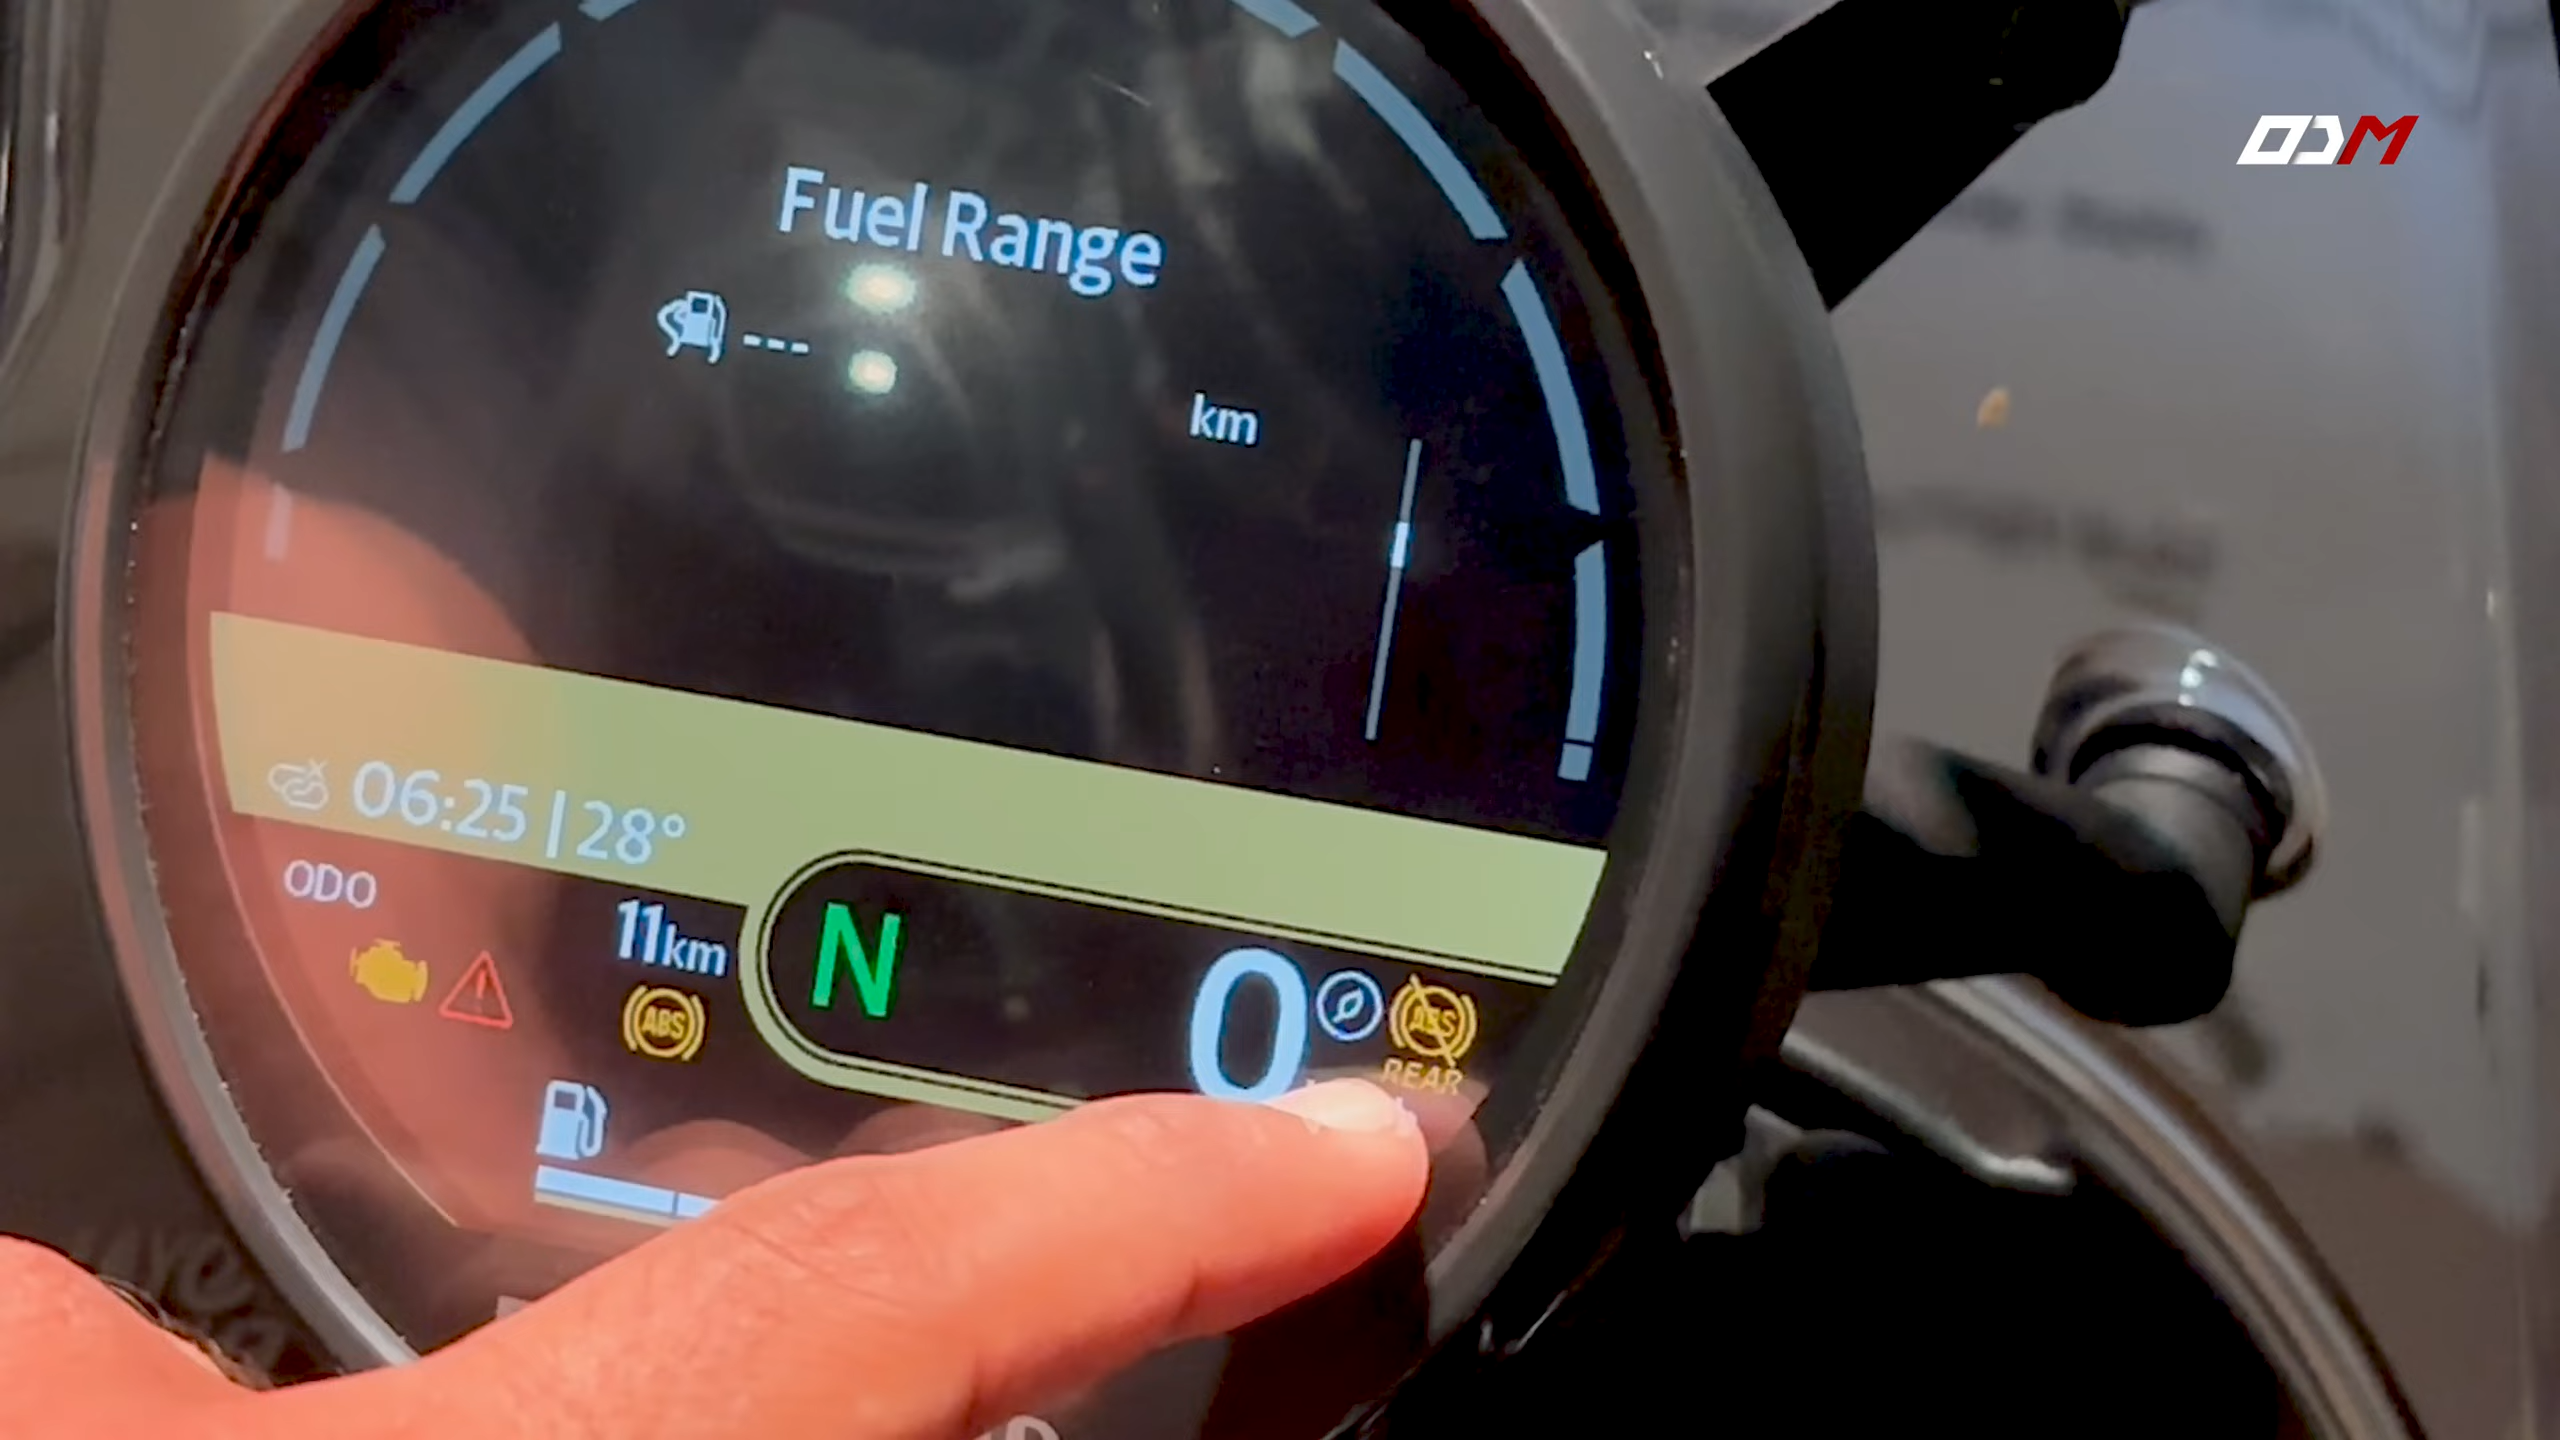 ODM
Fuel Range
---
km
06:25 | 28°
ODO
11km
N
0
ABS
ABS
REAR